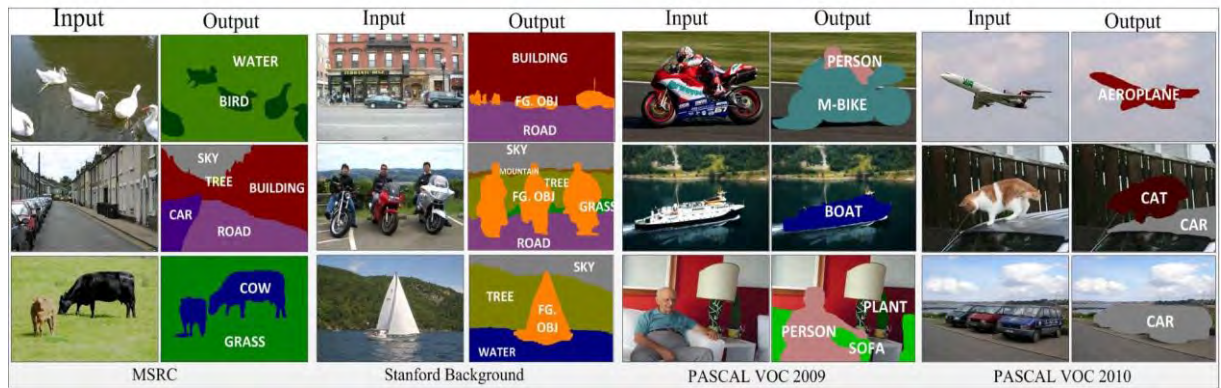 Input Output Input Output Input Output Input Output
WATER
BIRD
BUILDING
FG. OBJ
ROAD
PERSON
M-BIKE
AEROPLANE
SKY
TREE
BUILDING
CAR
ROAD
SKY
MOUNTAIN
TREE
FG. OBJ
GRASS
ROAD
BOAT
CAT
CAR
COW
GRASS
SKY
TREE
FG.
OBJ
WATER
PLANT
PERSON
SOFA
CAR
MSRC Stanford Background PASCAL VOC 2009 PASCAL VOC 2010